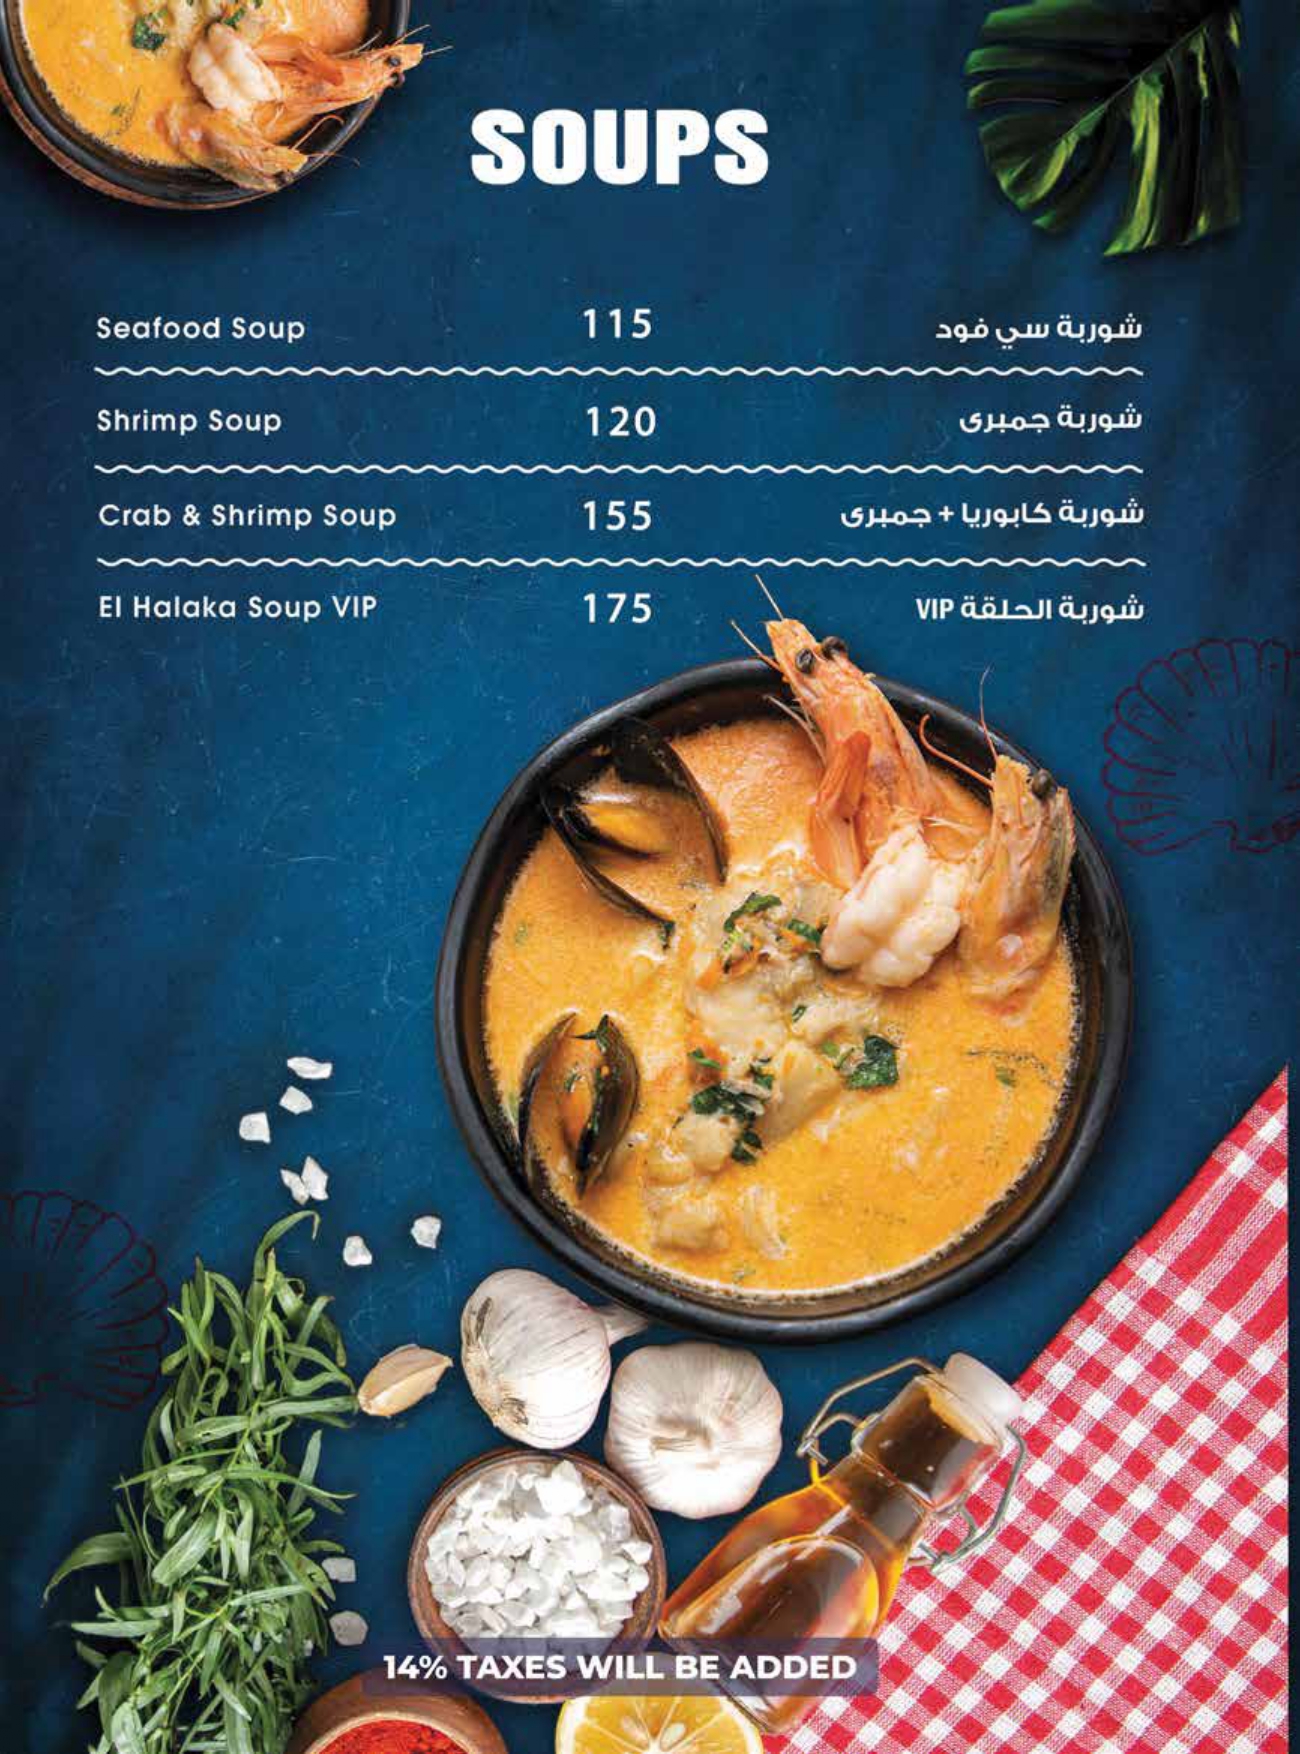 SOUPS
Seafood Soup 115 شوربة سي فود
Shrimp Soup 120 شوربة جمبرى
Crab & Shrimp Soup 155 شوربة كابوريا + جمبرى
El Halaka Soup VIP 175 شوربة الحلقة VIP
14% TAXES WILL BE ADDED